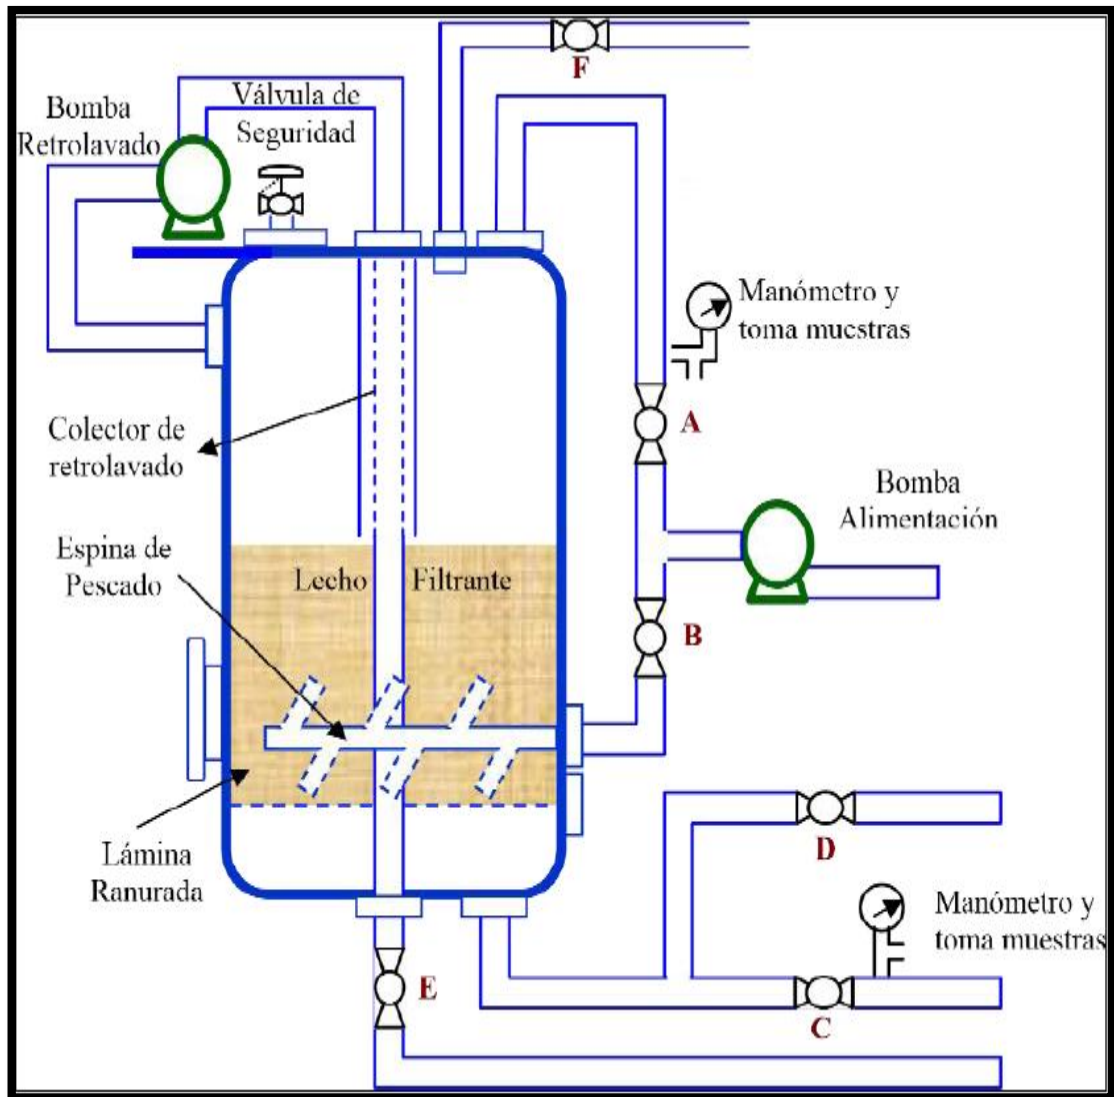 F
Bomba
Retrolavado
Válvula de
Seguridad
Manómetro y
toma muestras
A
Colector de
retrolavado
Bomba
Alimentación
Espina de
Pescado
Lecho Filtrante
B
Lámina
Ranurada
D
Manómetro y
toma muestras
E
C